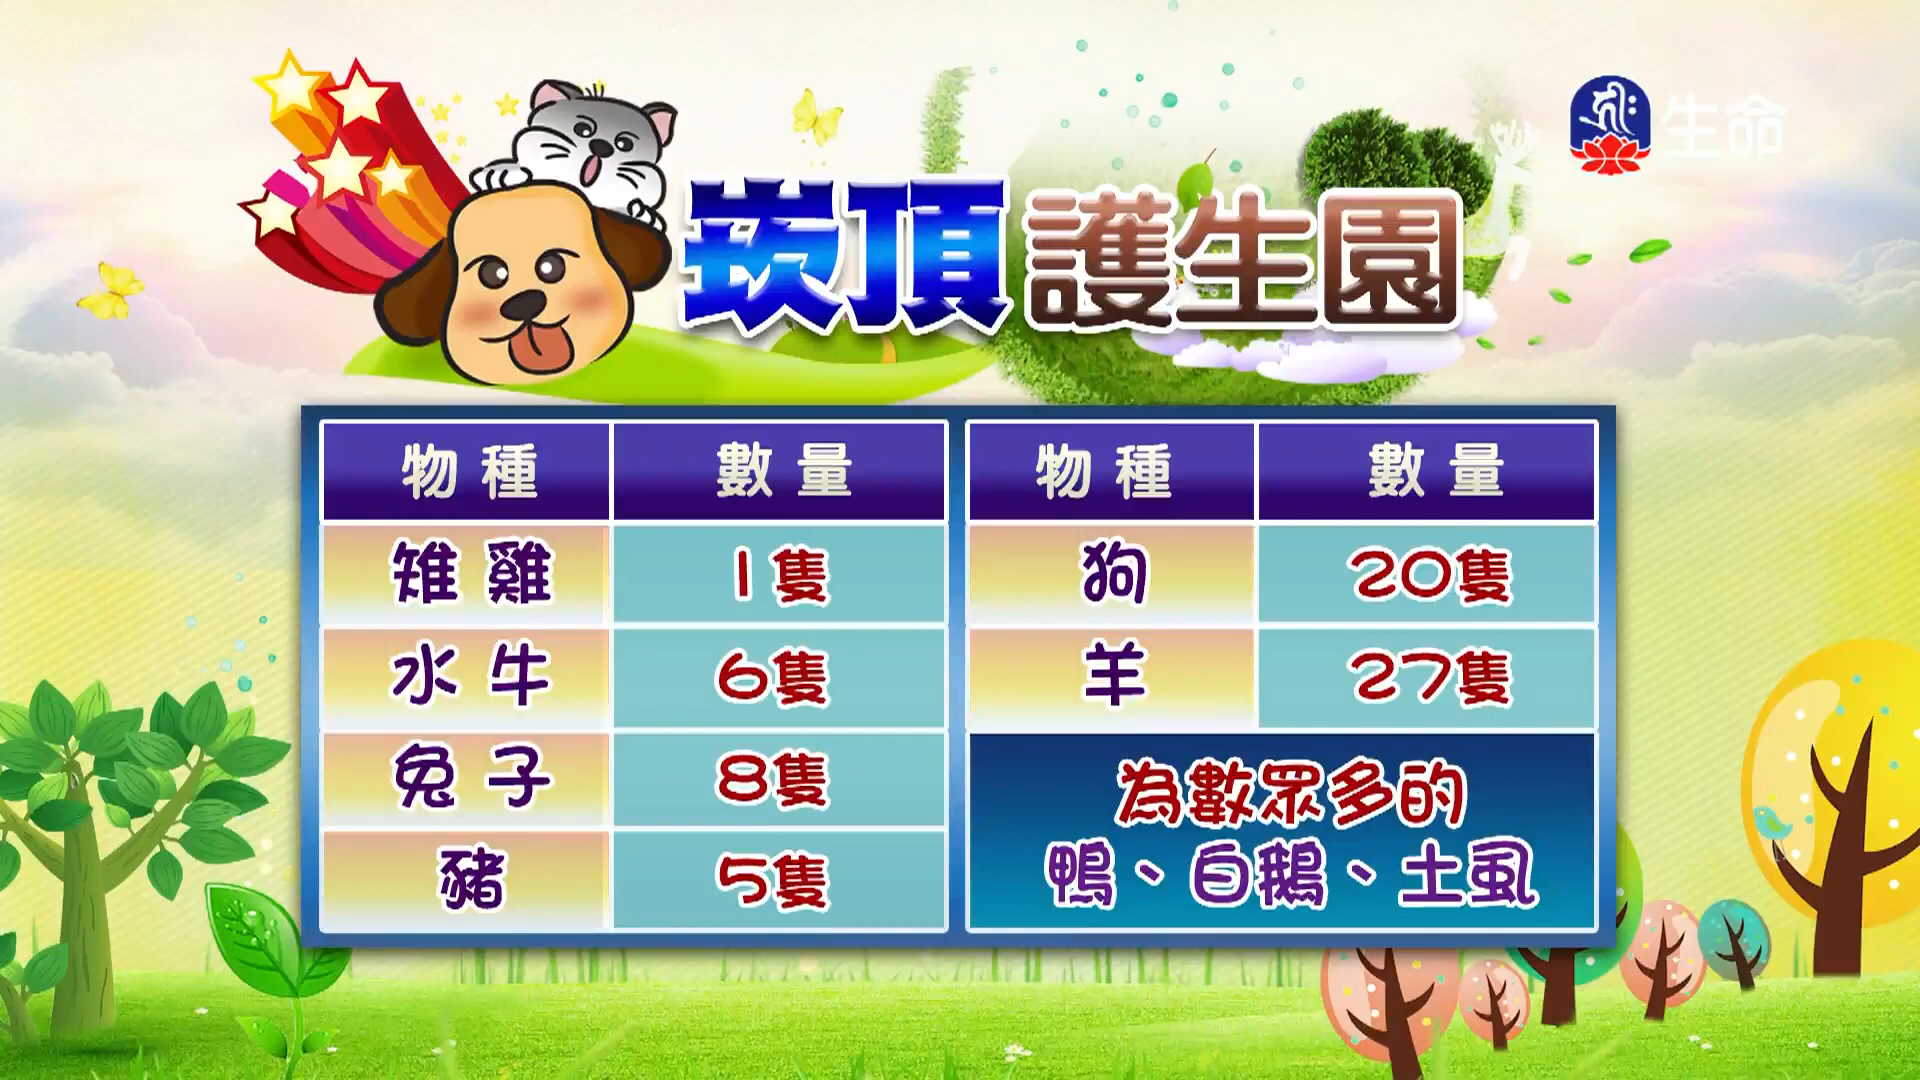 生命
崁頂護生園
物種 數量 物種 數量
雉雞 1隻 狗 20隻
水牛 6隻 羊 27隻
兔子 8隻
豬 5隻
為數眾多的
鴨、白鵝、土虱